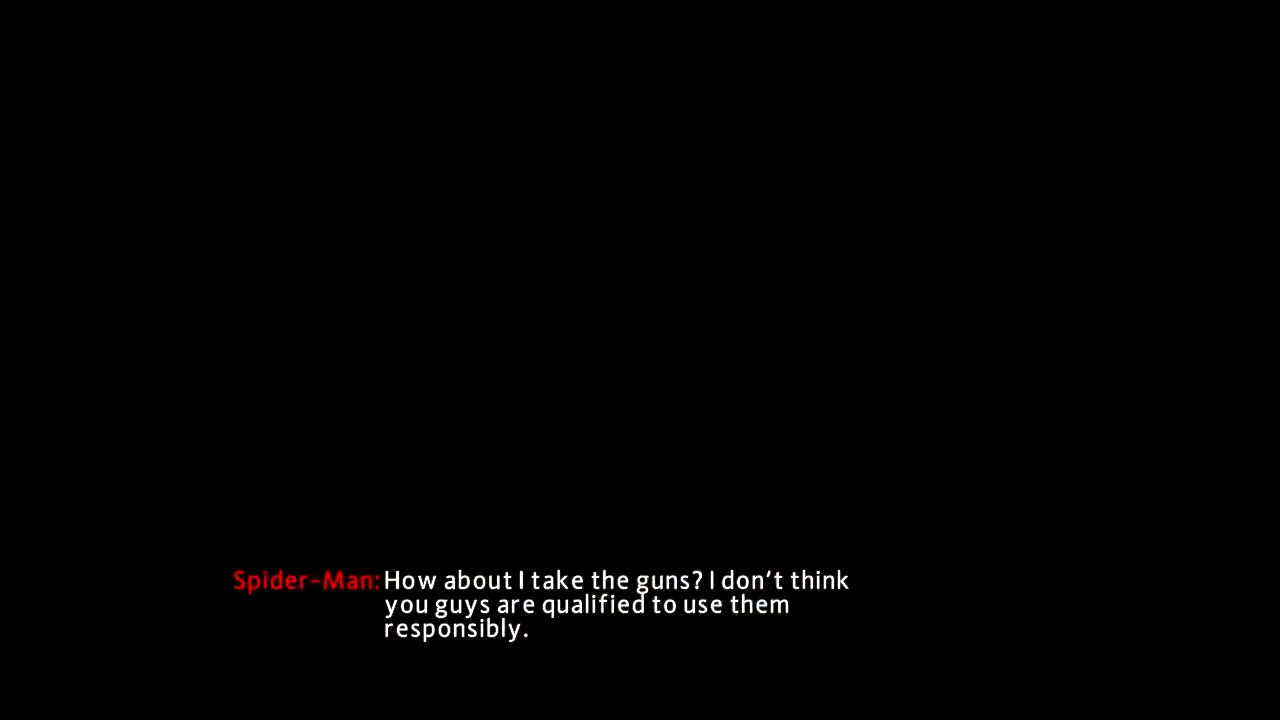 Spider-Man: How about I take the guns? I don't think
you guys are qualified to use them
responsibly.